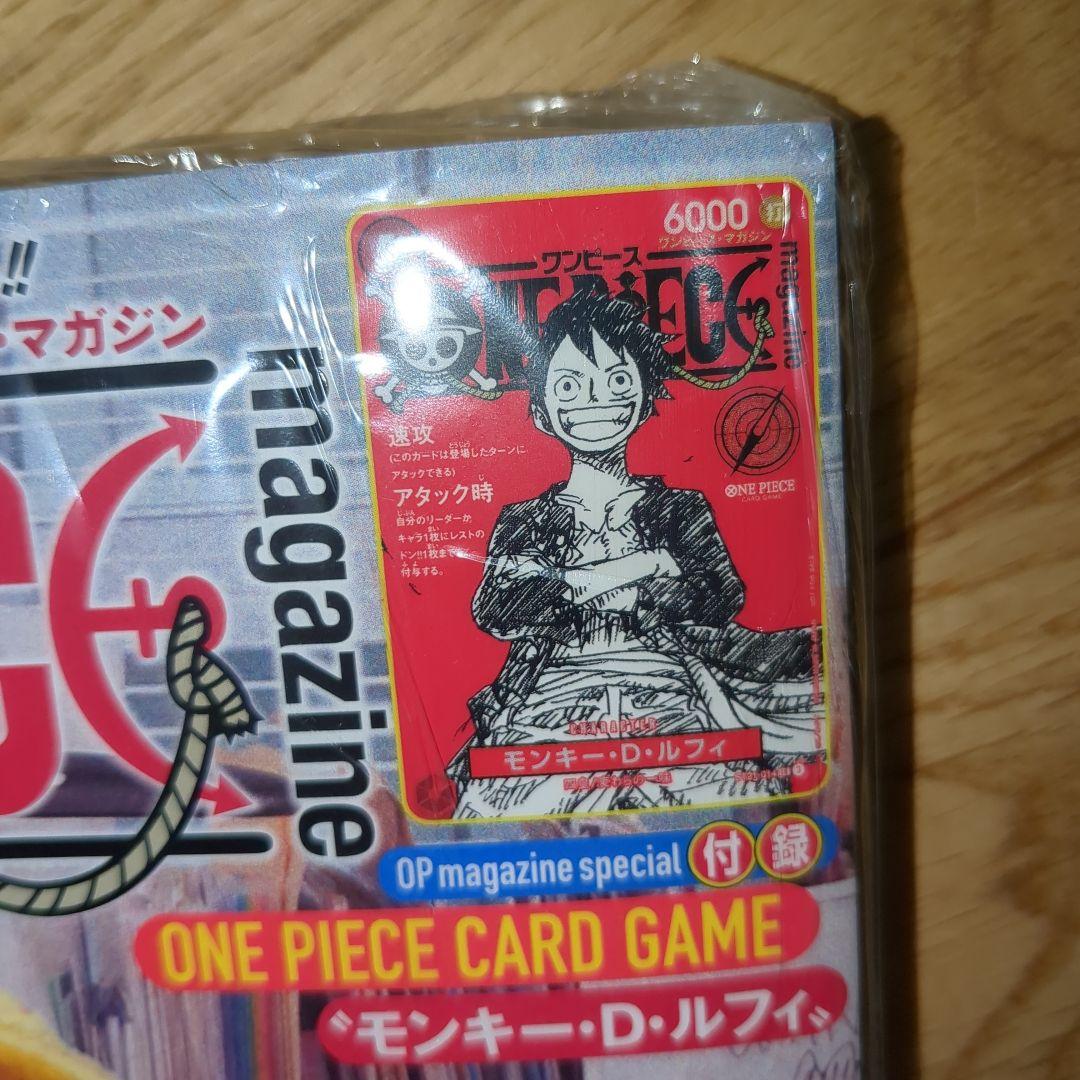 !!
・マガジン
magazine
6000 打
ワンピース・マガジン
ワンピース
ONE PIECE
magazine
速攻
(このカードは登場したターンに
アタックできる)
アタック時
自分のリーダーか
キャラ1枚にレストの
ドン!!1枚まで
付与する。
ONE PIECE
CARD GAME
CHARACTER
モンキー・D・ルフィ
OP magazine special 付録
ONE PIECE CARD GAME
〝モンキー・D・ルフィ〟